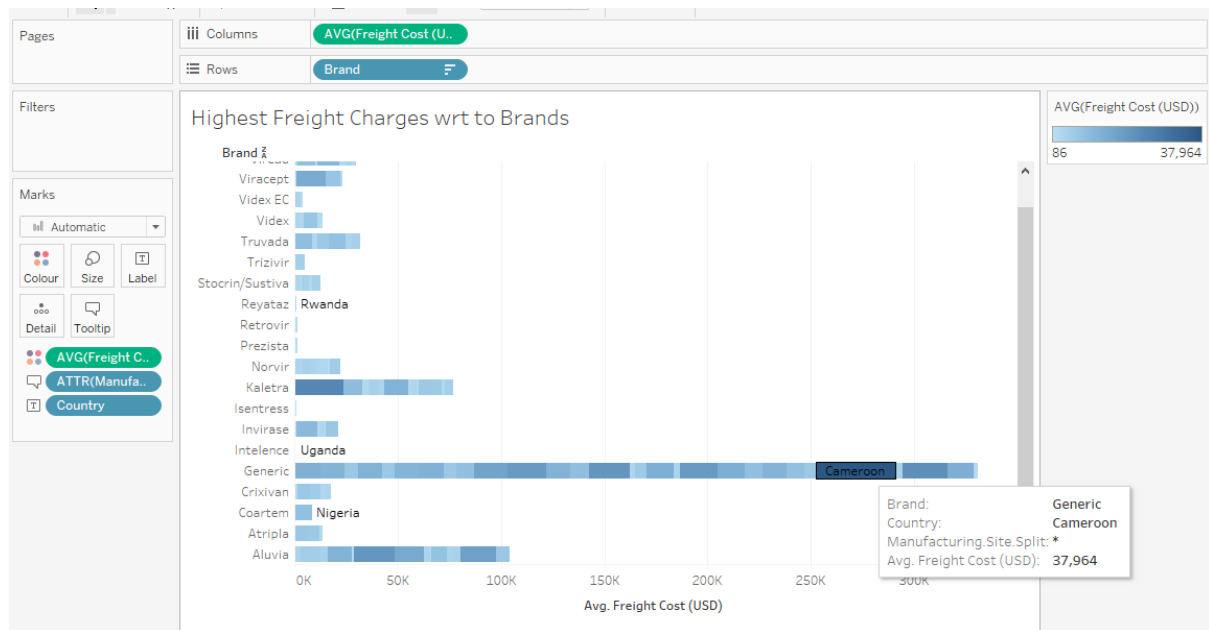 Pages
iii Columns
AVG(Freight Cost (U..
Rows
Brand
Filters
Highest Freight Charges wrt to Brands
AVG(Freight Cost (USD))
86 37,964
Brand
Viracept
Videx EC
Videx
Truvada
Trizivir
Stocrin/Sustiva
Reyataz Rwanda
Retrovir
Prezista
Norvir
Kaletra
Isentress
Invirase
Intelence Uganda
Generic Cameroon
Crixivan
Coartem Nigeria
Atripla
Aluvia
0K 50K 100K 150K 200K 250K 300K
Avg. Freight Cost (USD)
Brand: Generic
Country: Cameroon
Manufacturing.Site.Split: *
Avg. Freight Cost (USD): 37,964
Marks
Automatic
Colour Size Label
Detail Tooltip
AVG(Freight C..
ATTR(Manufa..
Country